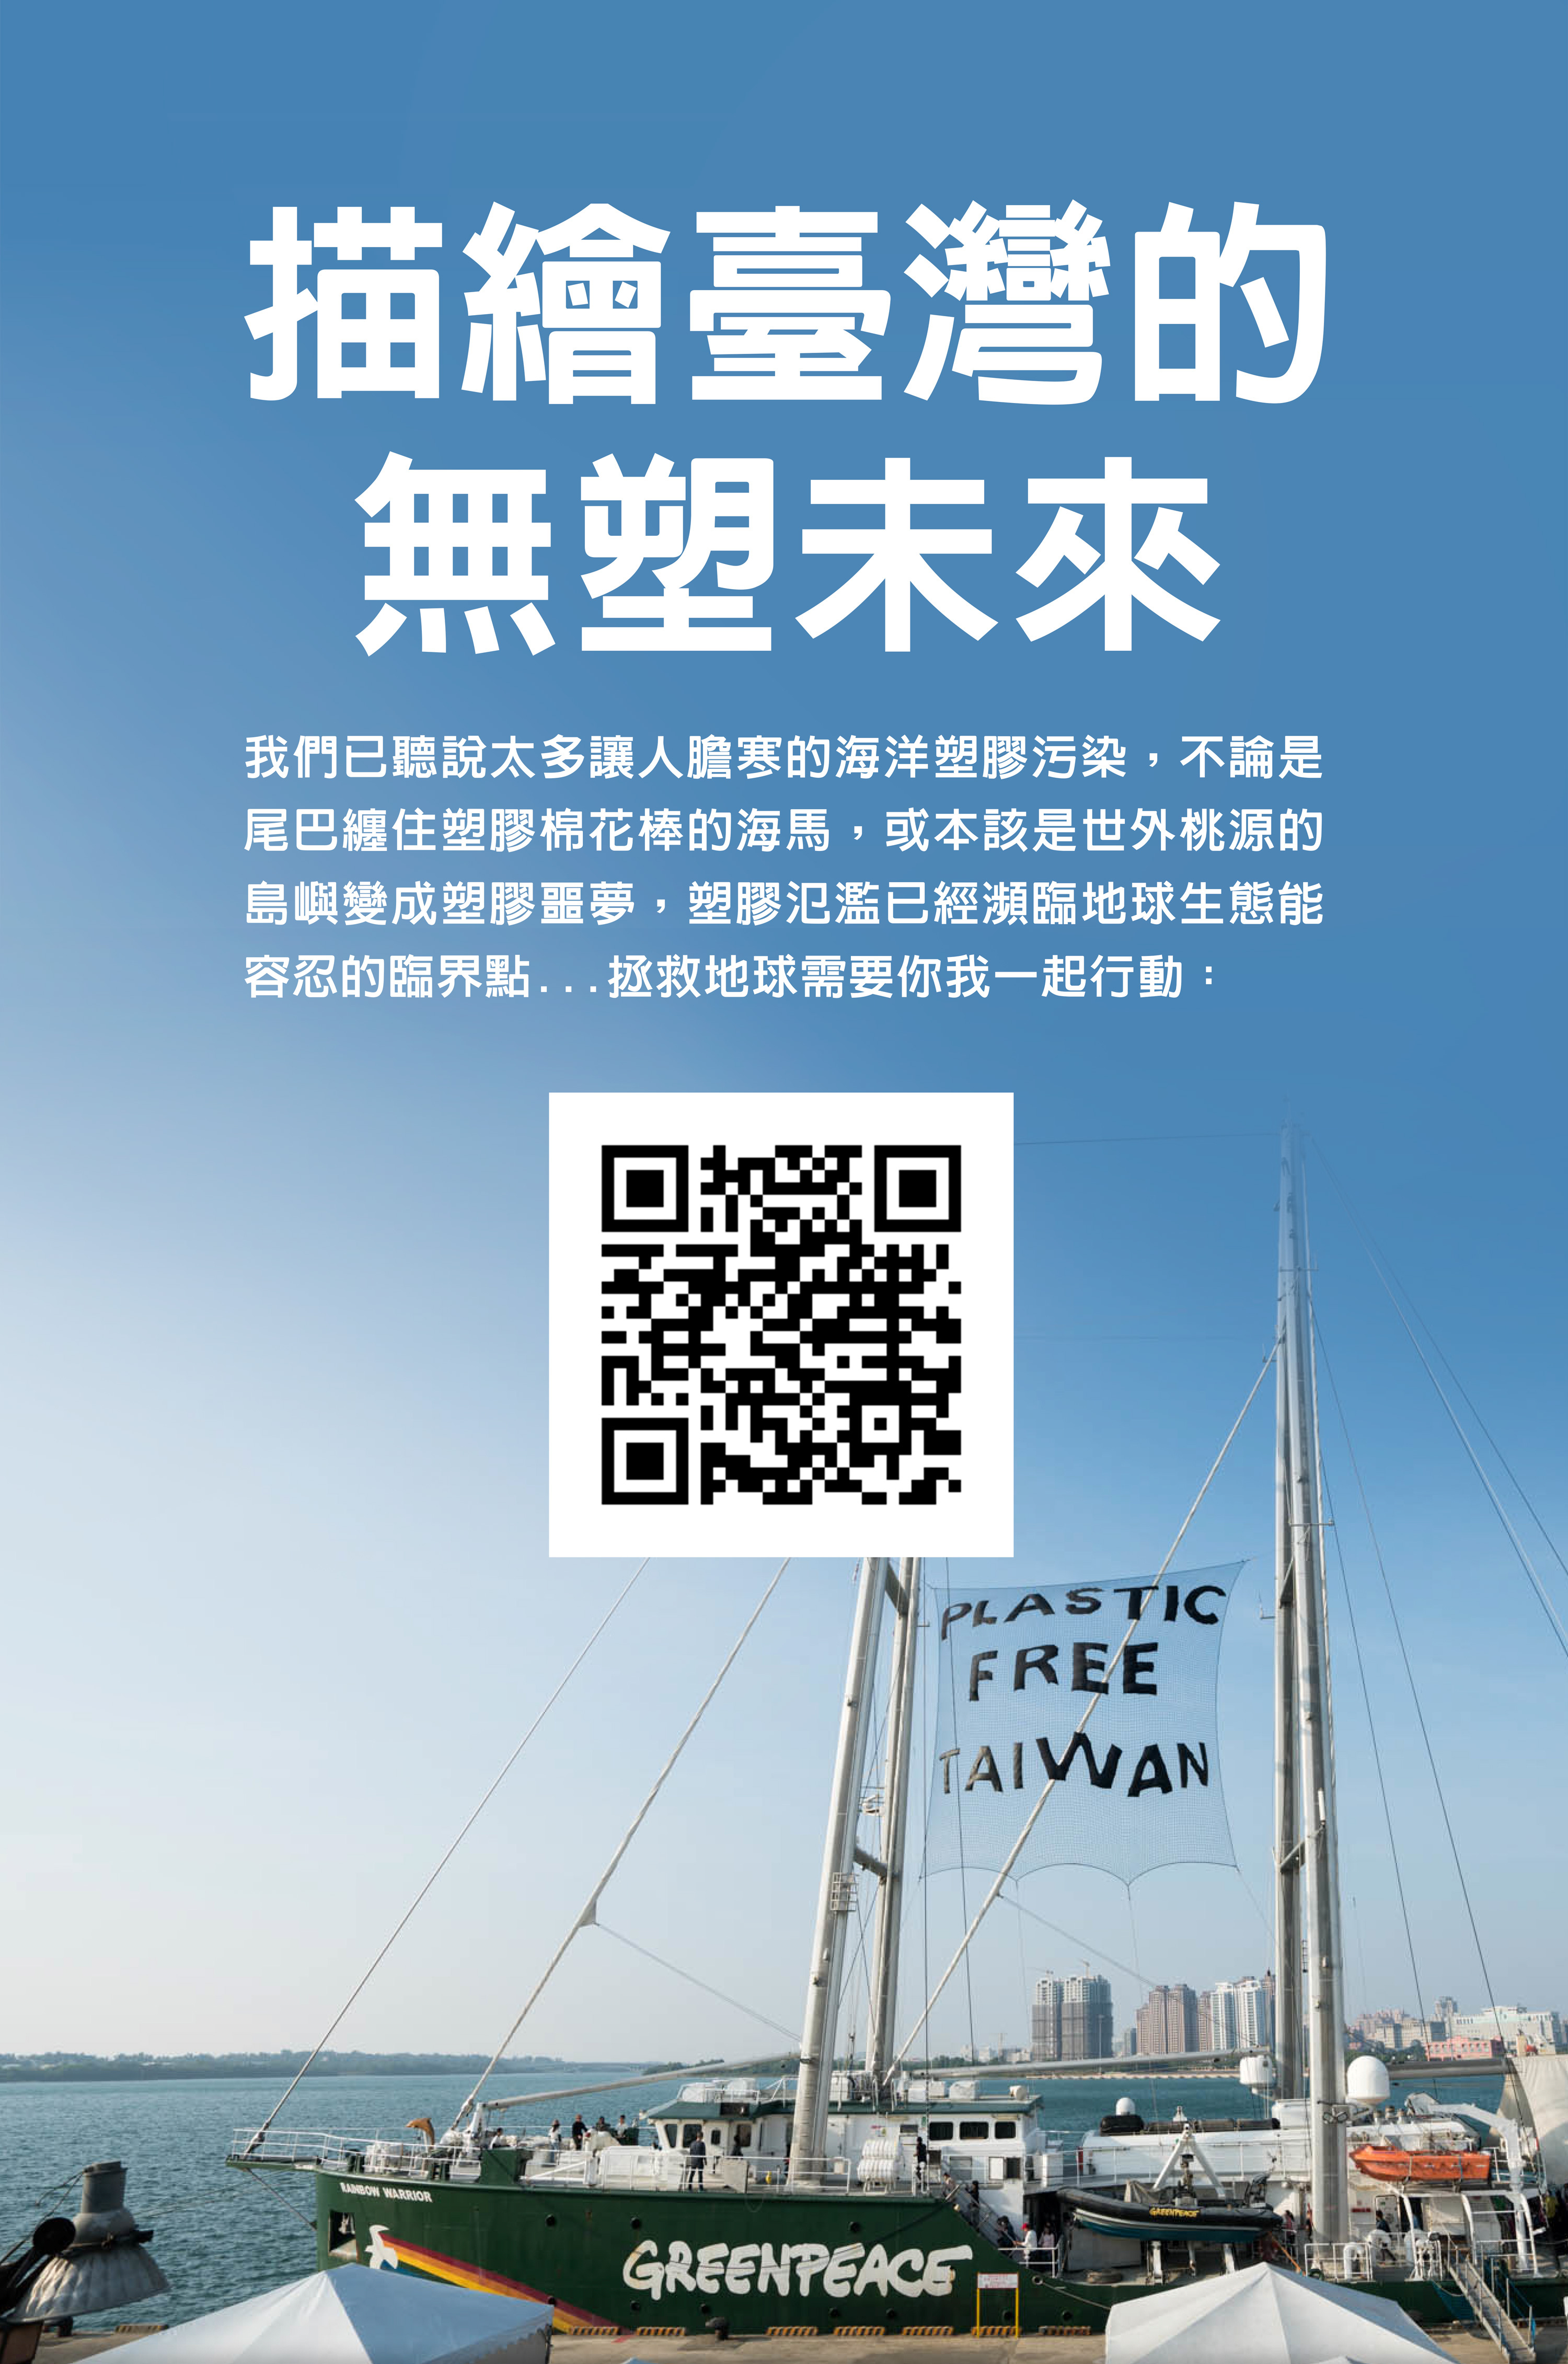 描繪臺灣的
無塑未來
我們已聽說太多讓人膽寒的海洋塑膠污染，不論是
尾巴纏住塑膠棉花棒的海馬，或本該是世外桃源的
島嶼變成塑膠噩夢，塑膠氾濫已經瀕臨地球生態能
容忍的臨界點...拯救地球需要你我一起行動：
PLASTIC
FREE
TAIWAN
RAINBOW WARRIOR
GREENPEACE
GREENPEACE